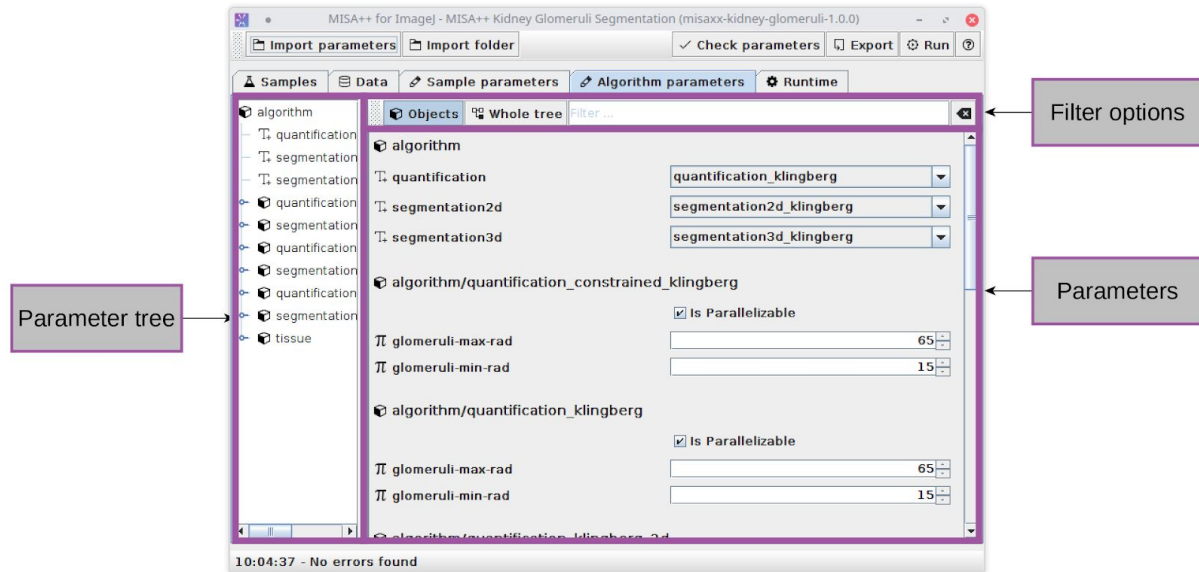 MISA++ for ImageJ - MISA++ Kidney Glomeruli Segmentation (misaxx-kidney-glomeruli-1.0.0)
Import parameters Import folder Check parameters Export Run
Samples Data Sample parameters Algorithm parameters Runtime
Filter options
Parameters
Parameter tree
algorithm
quantification
segmentation
segmentation
quantification
segmentation
quantification
segmentation
quantification
segmentation
tissue
Objects Whole tree Filter ...
algorithm
quantification quantification_klingberg
segmentation2d segmentation2d_klingberg
segmentation3d segmentation3d_klingberg
algorithm/quantification_constrained_klingberg
Is Parallelizable
π glomeruli-max-rad 65
π glomeruli-min-rad 15
algorithm/quantification_klingberg
Is Parallelizable
π glomeruli-max-rad 65
π glomeruli-min-rad 15
10:04:37 - No errors found